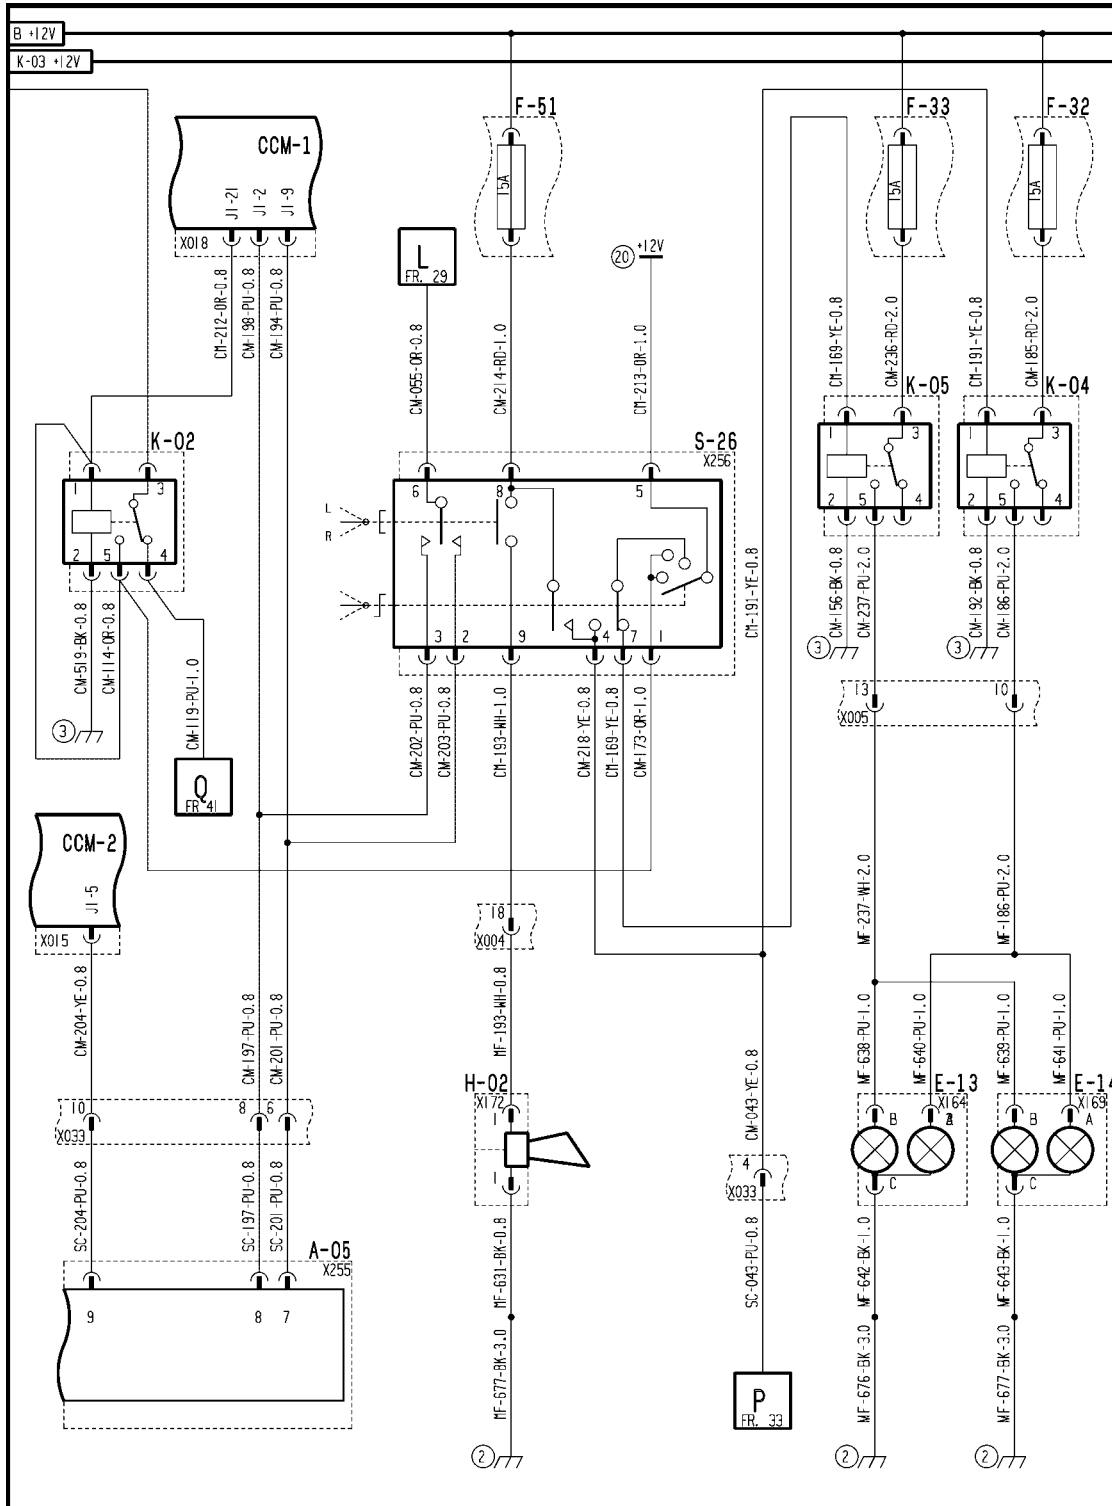 B +12V
K-03 +12V
F-51
F-33
F-32
CCM-1
15A
15A
15A
J1-21
J1-2
J1-9
X018
L
FR. 29
20
+12V
CM-212-OR-0.8
CM-198-PU-0.8
CM-194-PU-0.8
CM-055-OR-0.8
CM-214-RD-1.0
CM-213-OR-1.0
CM-169-YE-0.8
CM-236-RD-2.0
CM-191-YE-0.8
CM-185-RD-2.0
K-05
K-04
K-02
S-26
X256
1
3
1
3
1
3
6
8
5
2
5
4
2
5
4
L
R
2
5
4
3
2
9
4
7
1
CM-191-YE-0.8
CM-156-BK-0.8
CM-237-PU-2.0
CM-192-BK-0.8
CM-186-PU-2.0
CM-519-BK-0.8
CM-114-OR-0.8
CM-119-PU-1.0
3
3
3
CM-202-PU-0.8
CM-203-PU-0.8
CM-193-WH-1.0
CM-218-YE-0.8
CM-169-YE-0.8
CM-173-OR-1.0
13
10
X005
Q
FR 41
CCM-2
J1-5
X015
18
X004
MF-237-WH-2.0
MF-186-PU-2.0
CM-204-YE-0.8
CM-197-PU-0.8
CM-201-PU-0.8
MF-193-WH-0.8
CM-043-YE-0.8
MF-638-PU-1.0
MF-640-PU-1.0
MF-639-PU-1.0
MF-641-PU-1.0
H-02
X172
E-13
X164
E-14
X169
10
8
6
X033
1
1
B
B
A
C
C
4
X033
SC-204-PU-0.8
SC-197-PU-0.8
SC-201-PU-0.8
MF-631-BK-0.8
SC-043-PU-0.8
MF-642-BK-1.0
MF-643-BK-1.0
A-05
X255
9
8
7
MF-677-BK-3.0
MF-676-BK-3.0
MF-677-BK-3.0
P
FR. 33
2
2
2